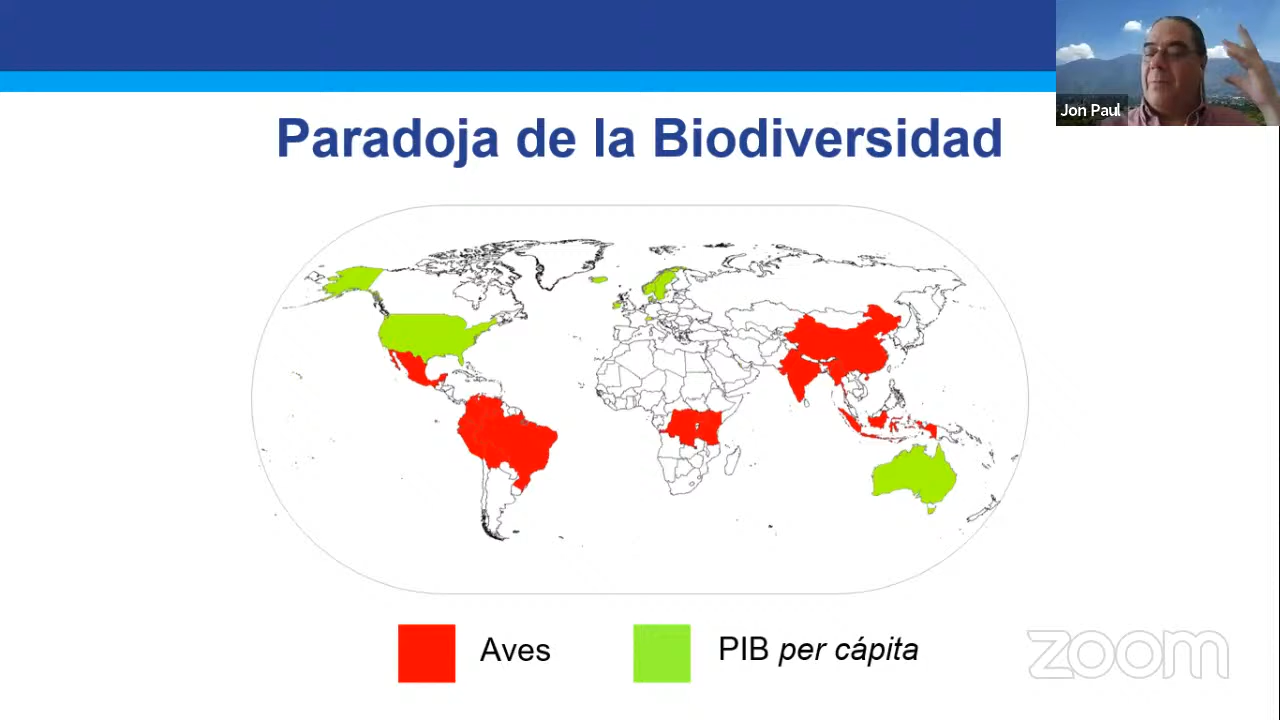 Jon Paul
Paradoja de la Biodiversidad
Aves
PIB per cápita
zoom